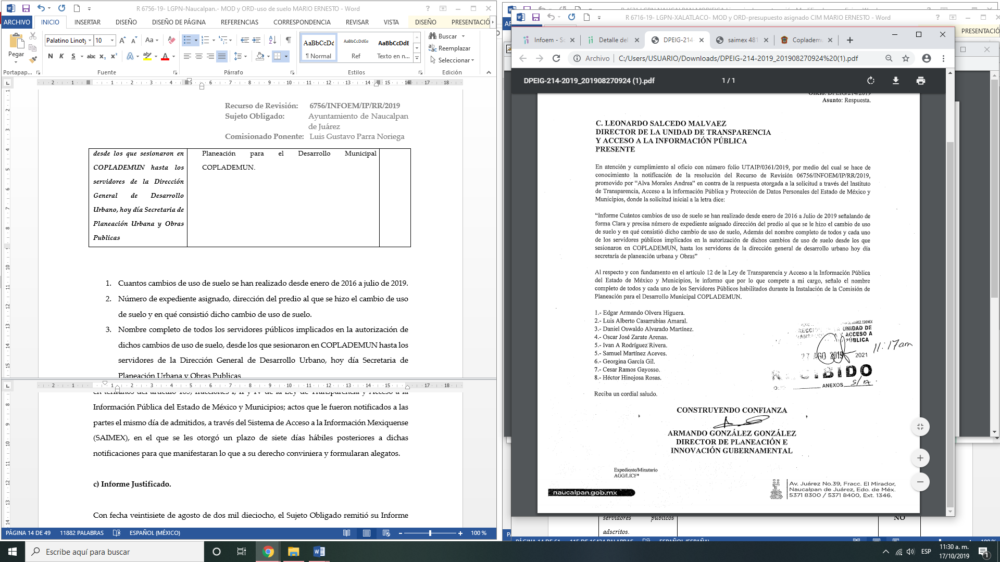 R 6756-19- LGPN-Naucalpan.- MOD y ORD-uso de suelo MARIO ERNESTO - Word
ARCHIVO INICIO INSERTAR DISEÑO DISEÑO DE PÁGINA REFERENCIAS CORRESPONDENCIA REVISAR VISTA DISEÑO PRESENTACIÓ
Palatino Linoty 10
Pegar
N K S abc x₂ x²
AaBbCcDd AaBbCcDdEe AaBbCcDdE
¶ Normal Ref Texto en n...
Buscar
Reemplazar
Seleccionar
Portapap... Fuente Párrafo Estilos Edición
Recurso de Revisión: 6756/INFOEM/IP/RR/2019
Sujeto Obligado: Ayuntamiento de Naucalpan
de Juárez
Comisionado Ponente: Luis Gustavo Parra Noriega
desde los que sesionaron en
COPLADEMUN hasta los
servidores de la Dirección
General de Desarrollo
Urbano, hoy día Secretaria de
Planeación Urbana y Obras
Publicas
Planeación para el Desarrollo Municipal
COPLADEMUN.
1. Cuantos cambios de uso de suelo se han realizado desde enero de 2016 a julio de 2019.
2. Número de expediente asignado, dirección del predio al que se hizo el cambio de uso
de suelo y en qué consistió dicho cambio de uso de suelo.
3. Nombre completo de todos los servidores públicos implicados en la autorización de
dichos cambios de uso de suelo, desde los que sesionaron en COPLADEMUN hasta los
servidores de la Dirección General de Desarrollo Urbano, hoy día Secretaria de
Planeación Urbana y Obras Publicas
en términos del artículo 185, fracciones I, II y IV de la Ley de Transparencia y Acceso a la
Información Pública del Estado de México y Municipios; actos que le fueron notificados a las
partes el mismo día de admitidos, a través del Sistema de Acceso a la Información Mexiquense
(SAIMEX), en el que se les otorgó un plazo de siete días hábiles posteriores a dichas
notificaciones para que manifestaran lo que a su derecho conviniera y formularan alegatos.
c) Informe Justificado.
Con fecha veintisiete de agosto de dos mil dieciocho, el Sujeto Obligado remitió su Informe
PÁGINA 14 DE 49 11882 PALABRAS ESPAÑOL (MÉXICO) 100 %
R 6716-19- LGPN-XALATLACO- MOD y ORD-presupuesto asignado CIM MARIO ERNESTO - Word
PRESENTACIÓ
Infoem - So Detalle del DPEIG-214- saimex 481 Coplademu
Archivo C:/Users/USUARIO/Downloads/DPEIG-214-2019_201908270924%20(1).pdf
DPEIG-214-2019_201908270924 (1).pdf 1 / 1
Oficio: DPEIG/214/2019
Asunto: Respuesta.
C. LEONARDO SALCEDO MALVAEZ
DIRECTOR DE LA UNIDAD DE TRANSPARENCIA
Y ACCESO A LA INFORMACIÓN PÚBLICA
PRESENTE
En atención y cumplimiento al oficio con número folio UTAIP/0361/2019, por medio del cual se hace de
conocimiento la notificación de la resolución del Recurso de Revisión 06756/INFOEM/IP/RR/2019,
promovido por “Alva Morales Andrea” en contra de la respuesta otorgada a la solicitud a través del Instituto
de Transparencia, Acceso a la información Pública y Protección de Datos Personales del Estado de México y
Municipios, donde la solicitud inicial a la letra dice:
“Informe Cuántos cambios de uso de suelo se han realizado desde enero de 2016 a Julio de 2019 señalando de
forma Clara y precisa número de expediente asignado dirección del predio al que se le hizo el cambio de uso
de suelo y en qué consistió dicho cambio de uso de suelo, Además del nombre completo de todos y cada uno
de los servidores públicos implicados en la autorización de dichos cambios de uso de suelo desde los que
sesionaron en COPLADEMUN, hasta los servidores de la dirección general de desarrollo urbano hoy día
secretaría de planeación urbana y Obras”
Al respecto y con fundamento en el artículo 12 de la Ley de Transparencia y Acceso a la Información Pública
del Estado de México y Municipios, le informo que por lo que compete a mi cargo, señalo el nombre
completo de todos y cada uno de los Servidores Públicos habilitados durante la Instalación de la Comisión de
Planeación para el Desarrollo Municipal COPLADEMUN.
1.- Edgar Armando Olvera Higuera.
2.- Luis Alberto Casarrubias Amaral.
3.- Daniel Oswaldo Alvarado Martínez.
4.- Oscar José Zarate Arenas.
5.- Ivan A Rodríguez Rivera.
5.- Samuel Martínez Aceves.
6.- Georgina García Gil.
7.- Cesar Ramos Gayosso.
8.- Héctor Hinojosa Rosas.
UNIDAD DE
ACCESO A
PÚBLICA
11:17am
27 AGO 2019 2021
RECIBIDO
ANEXOS S/A
Reciba un cordial saludo.
CONSTRUYENDO CONFIANZA
ARMANDO GONZÁLEZ GONZÁLEZ
DIRECTOR DE PLANEACIÓN E
INNOVACIÓN GUBERNAMENTAL
Expediente/Minutario
AGG/LICF*
naucalpan.gob.mx
Av. Juárez No.39, Fracc. El Mirador,
Naucalpan de Juárez, Edo. de Méx.
5371 8300 / 5371 8400, Ext. 1346.
servidores públicos
adscritos.
NO
Escribe aquí para buscar
ESP
11:30 a. m.
17/10/2019